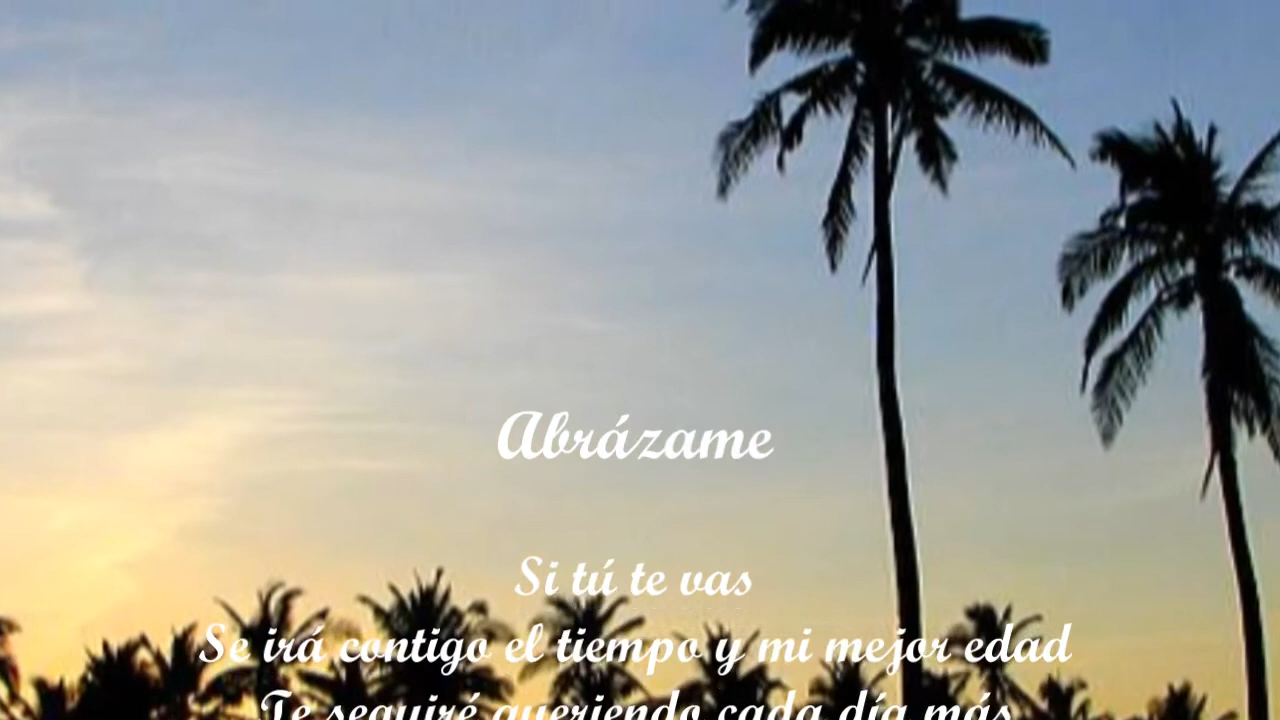 Abrázame
Si tú te vas
Se irá contigo el tiempo y mi mejor edad
Te seguiré queriendo cada día más